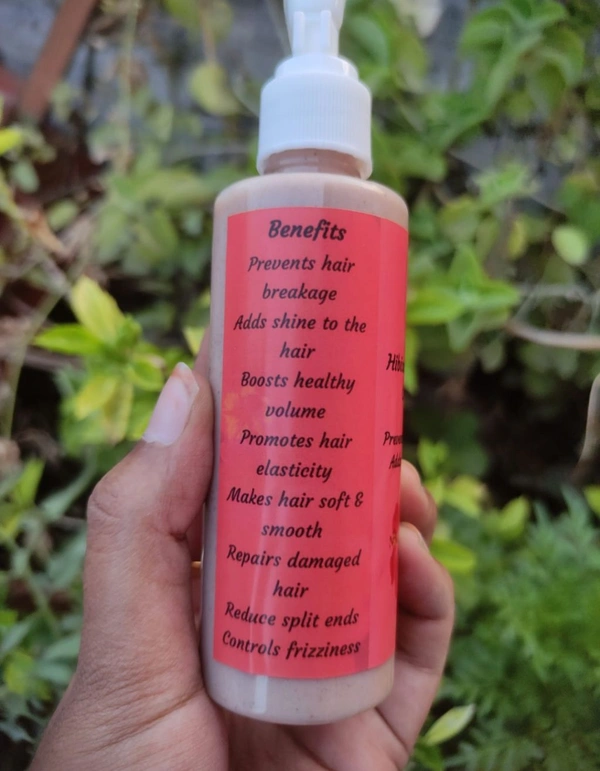 Benefits
Prevents hair
breakage
Adds shine to the
hair
Boosts healthy
volume
Promotes hair
elasticity
Makes hair soft &
smooth
Repairs damaged
hair
Reduce split ends
Controls frizziness